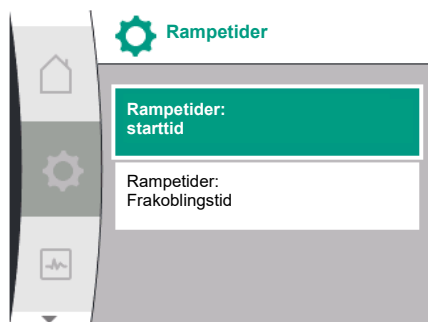 Rampetider
Rampetider:
starttid
Rampetider:
Frakoblingstid